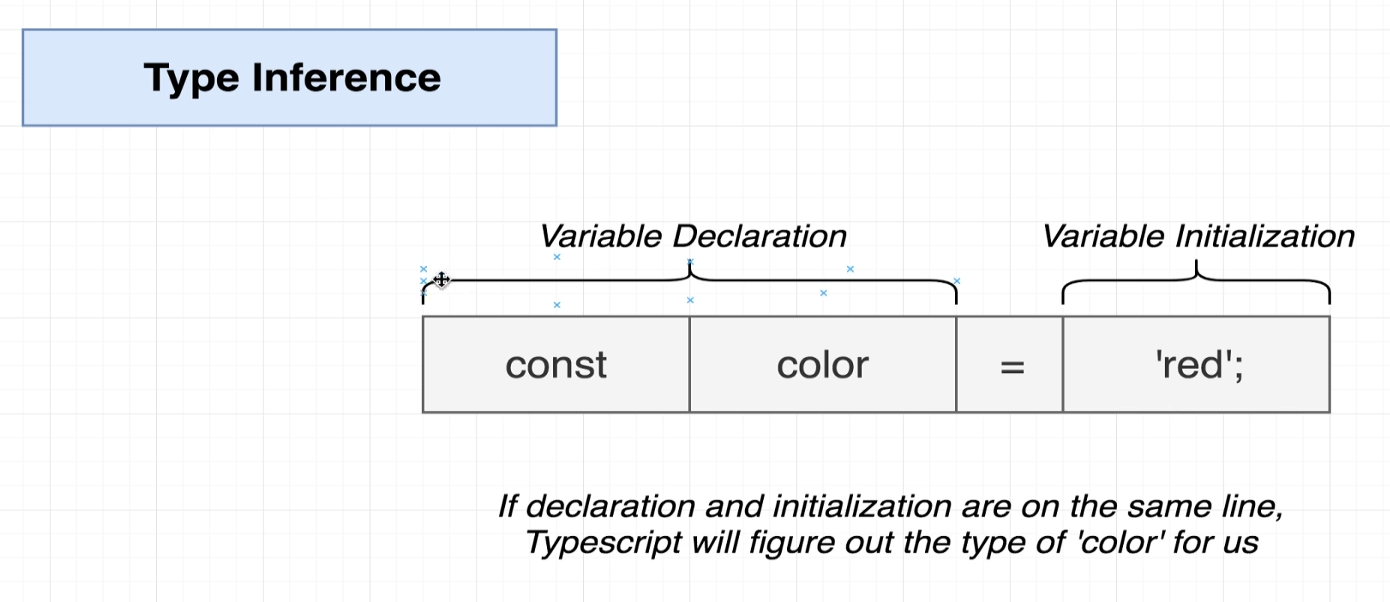 Type Inference
Variable Declaration
Variable Initialization
const color = 'red';
If declaration and initialization are on the same line,
Typescript will figure out the type of 'color' for us